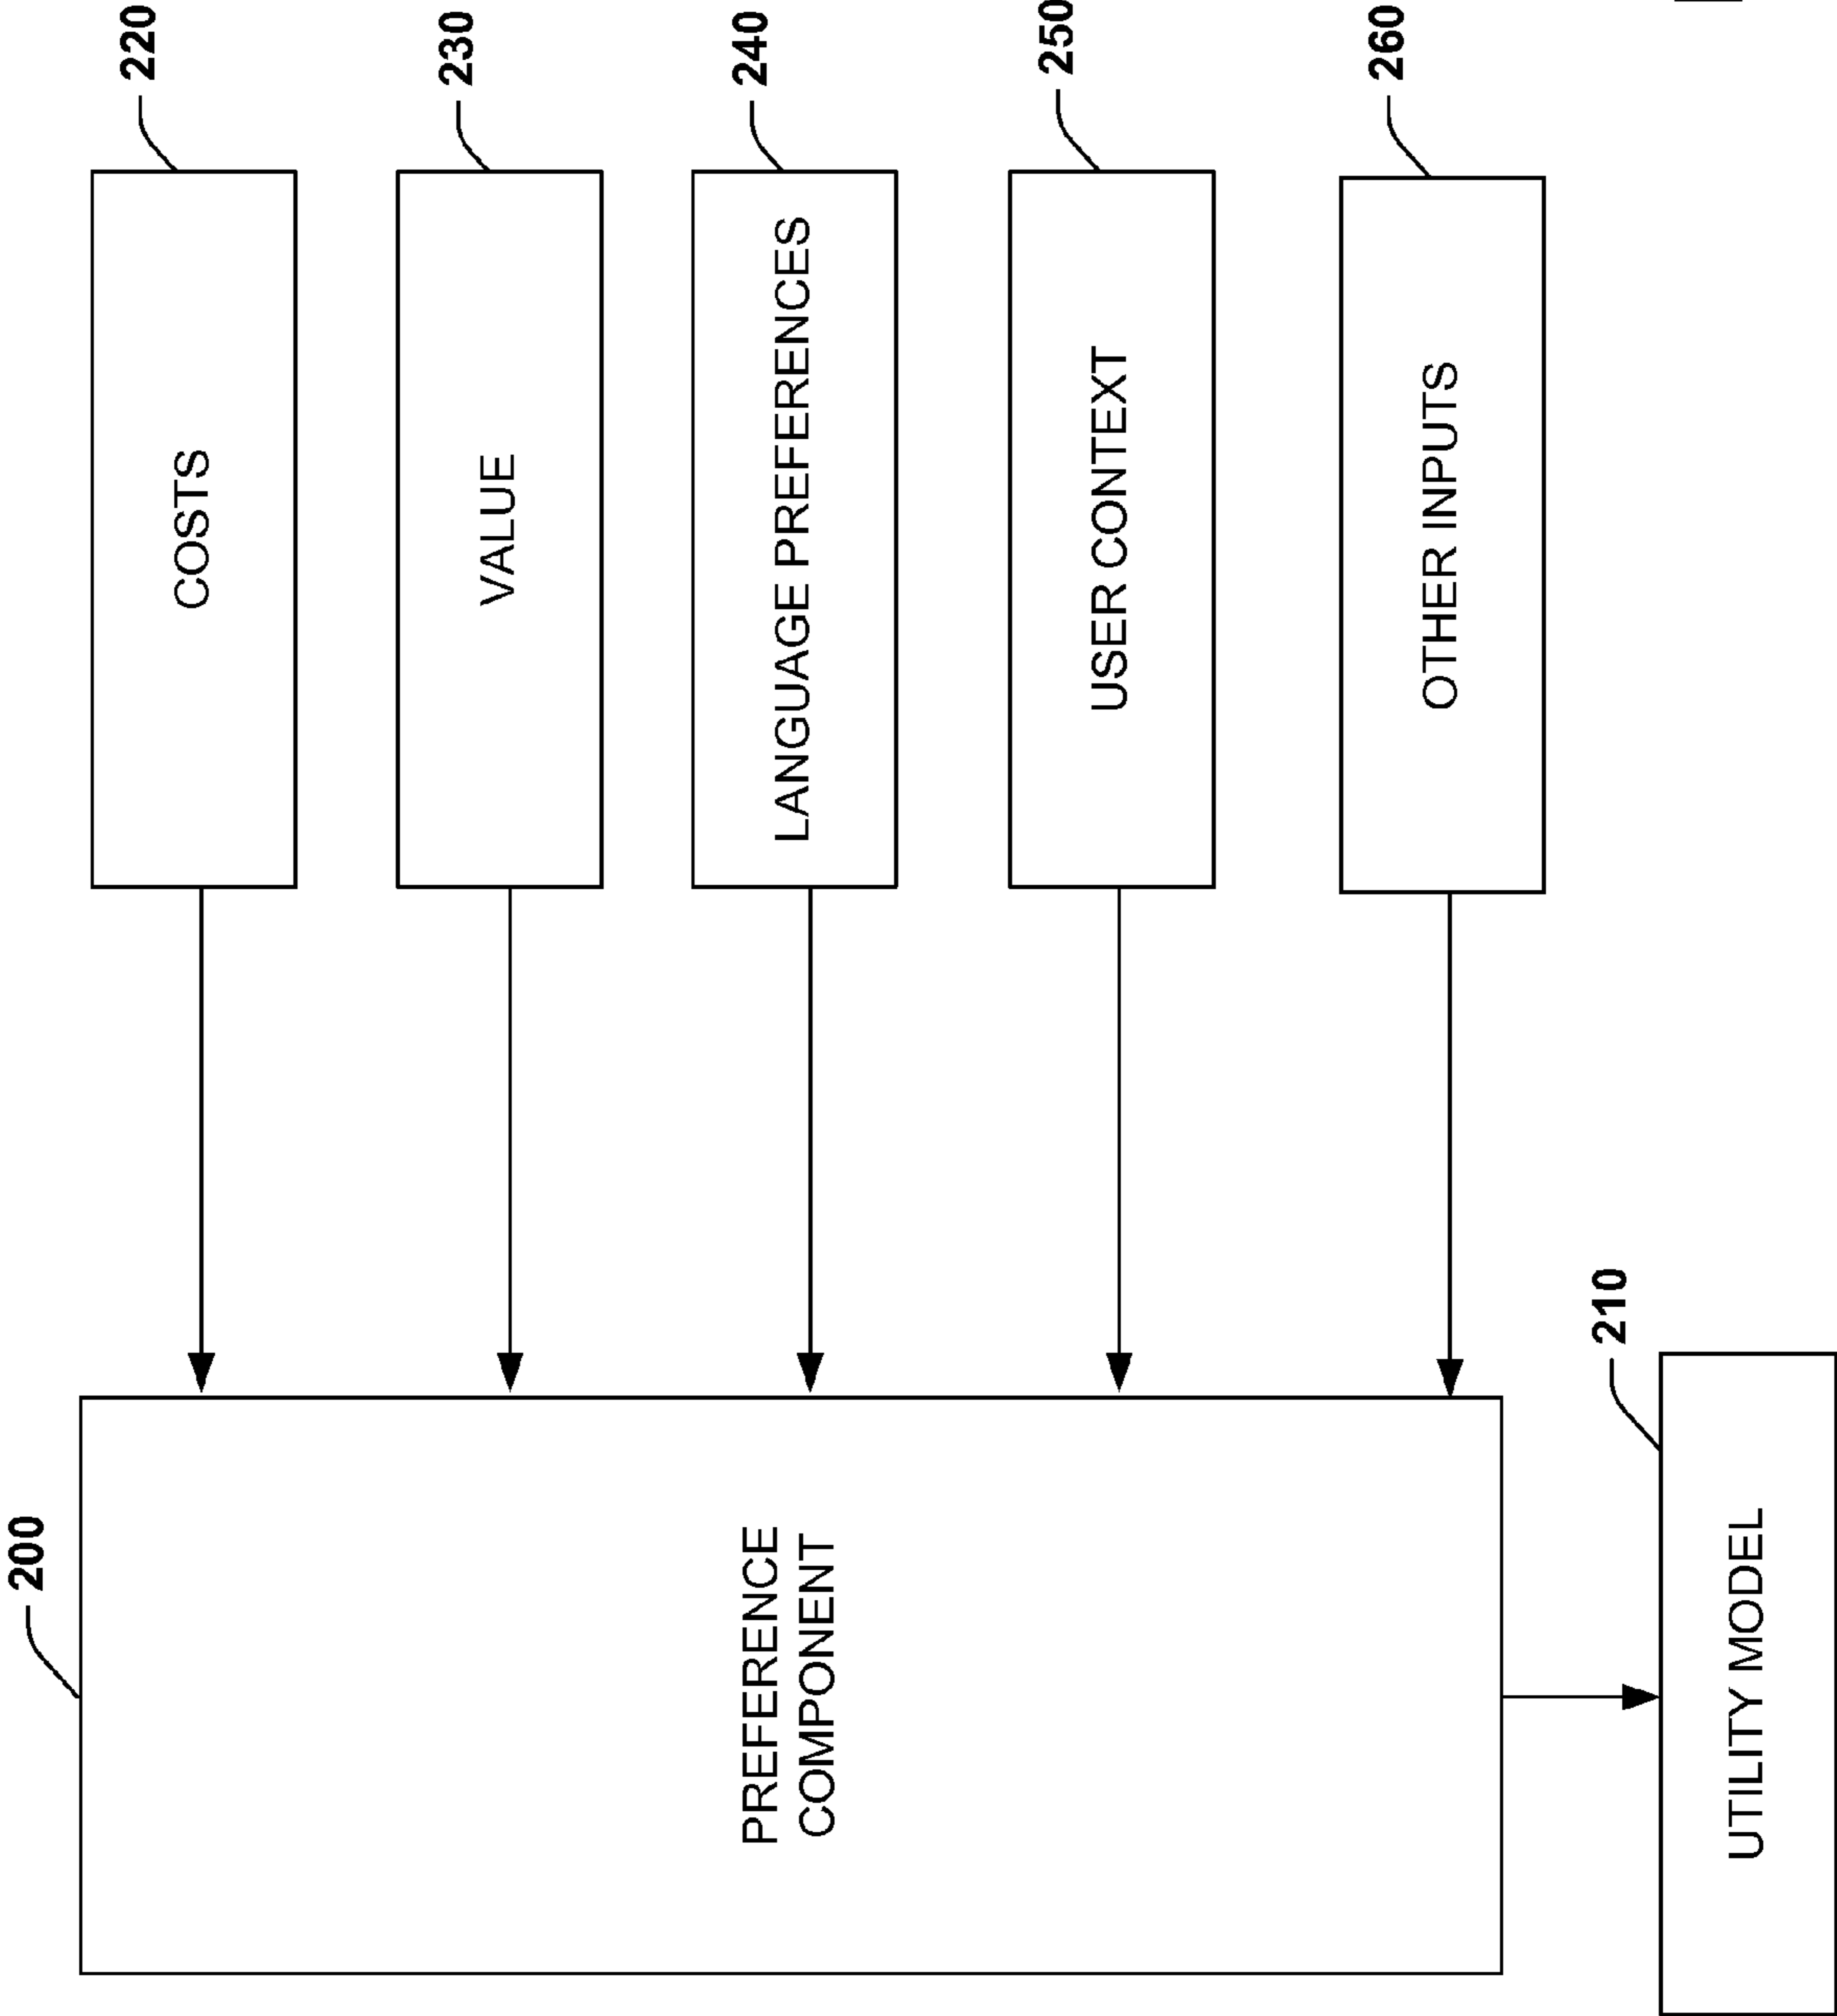 200
220
COSTS
230
VALUE
PREFERENCE
COMPONENT
240
LANGUAGE PREFERENCES
250
USER CONTEXT
260
OTHER INPUTS
210
UTILITY MODEL